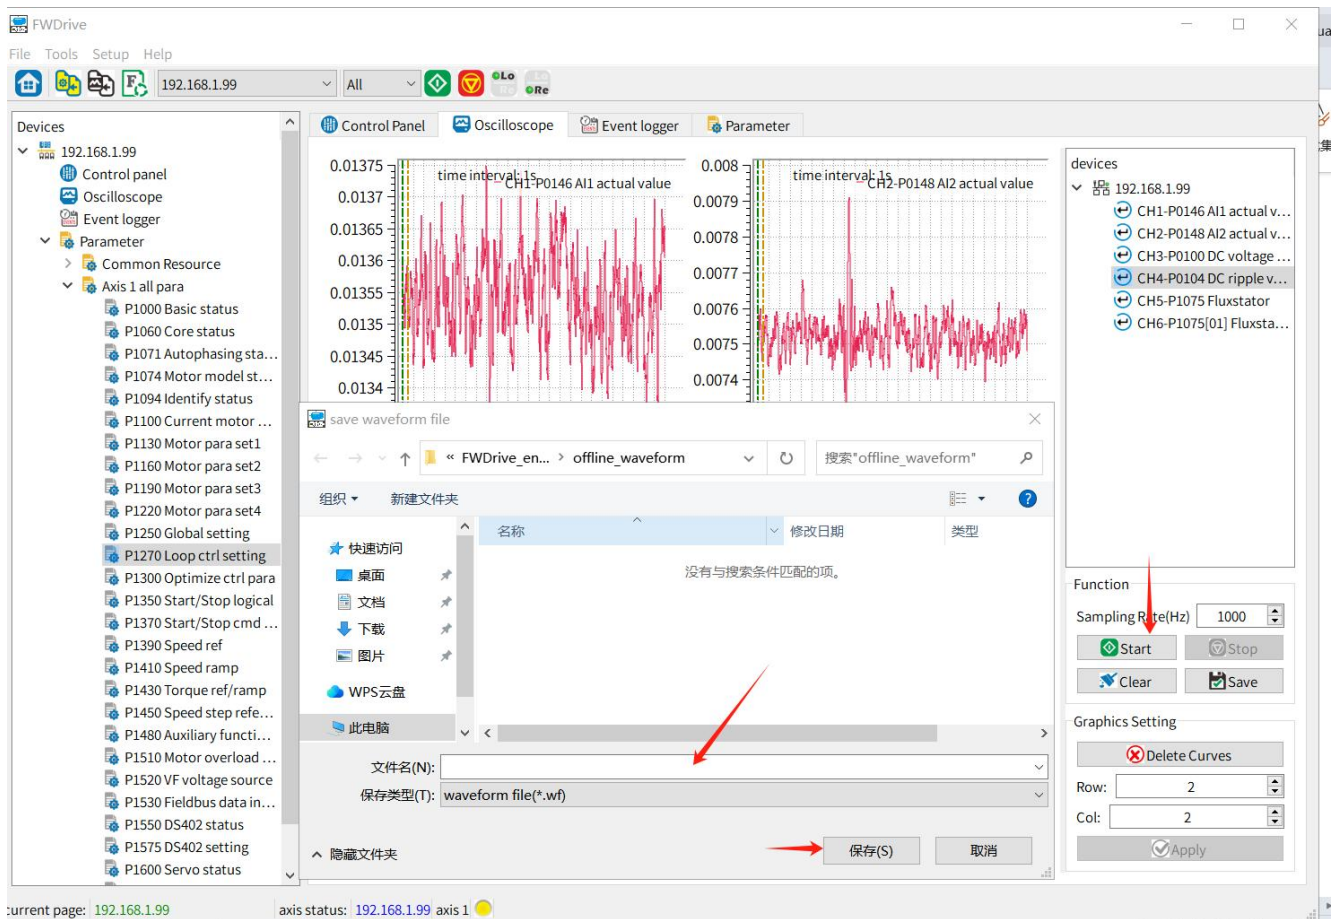 FWDrive
File Tools Setup Help
192.168.1.99 All Lo Re Lo Re
Devices
192.168.1.99
Control panel
Oscilloscope
Event logger
Parameter
Common Resource
Axis 1 all para
P1000 Basic status
P1060 Core status
P1071 Autophasing sta...
P1074 Motor model st...
P1094 Identify status
P1100 Current motor ...
P1130 Motor para set1
P1160 Motor para set2
P1190 Motor para set3
P1220 Motor para set4
P1250 Global setting
P1270 Loop ctrl setting
P1300 Optimize ctrl para
P1350 Start/Stop logical
P1370 Start/Stop cmd ...
P1390 Speed ref
P1410 Speed ramp
P1430 Torque ref/ramp
P1450 Speed step refe...
P1480 Auxiliary functi...
P1510 Motor overload ...
P1520 VF voltage source
P1530 Fieldbus data in...
P1550 DS402 status
P1575 DS402 setting
P1600 Servo status
Control Panel Oscilloscope Event logger Parameter
0.01375
0.0137
0.01365
0.0136
0.01355
0.0135
0.01345
0.0134
time interval: 1s
CH1-P0146 AI1 actual value
0.008
0.0079
0.0078
0.0077
0.0076
0.0075
0.0074
time interval: 1s
CH2-P0148 AI2 actual value
save waveform file
« FWDrive_en... › offline_waveform
搜索"offline_waveform"
组织 新建文件夹
名称 修改日期 类型
没有与搜索条件匹配的项。
快速访问
桌面
文档
下载
图片
WPS云盘
此电脑
文件名(N):
保存类型(T): waveform file(*.wf)
隐藏文件夹
保存(S) 取消
devices
192.168.1.99
CH1-P0146 AI1 actual v...
CH2-P0148 AI2 actual v...
CH3-P0100 DC voltage ...
CH4-P0104 DC ripple v...
CH5-P1075 Fluxstator
CH6-P1075[01] Fluxsta...
Function
Sampling Rate(Hz) 1000
Start Stop
Clear Save
Graphics Setting
Delete Curves
Row: 2
Col: 2
Apply
current page: 192.168.1.99 axis status: 192.168.1.99 axis 1